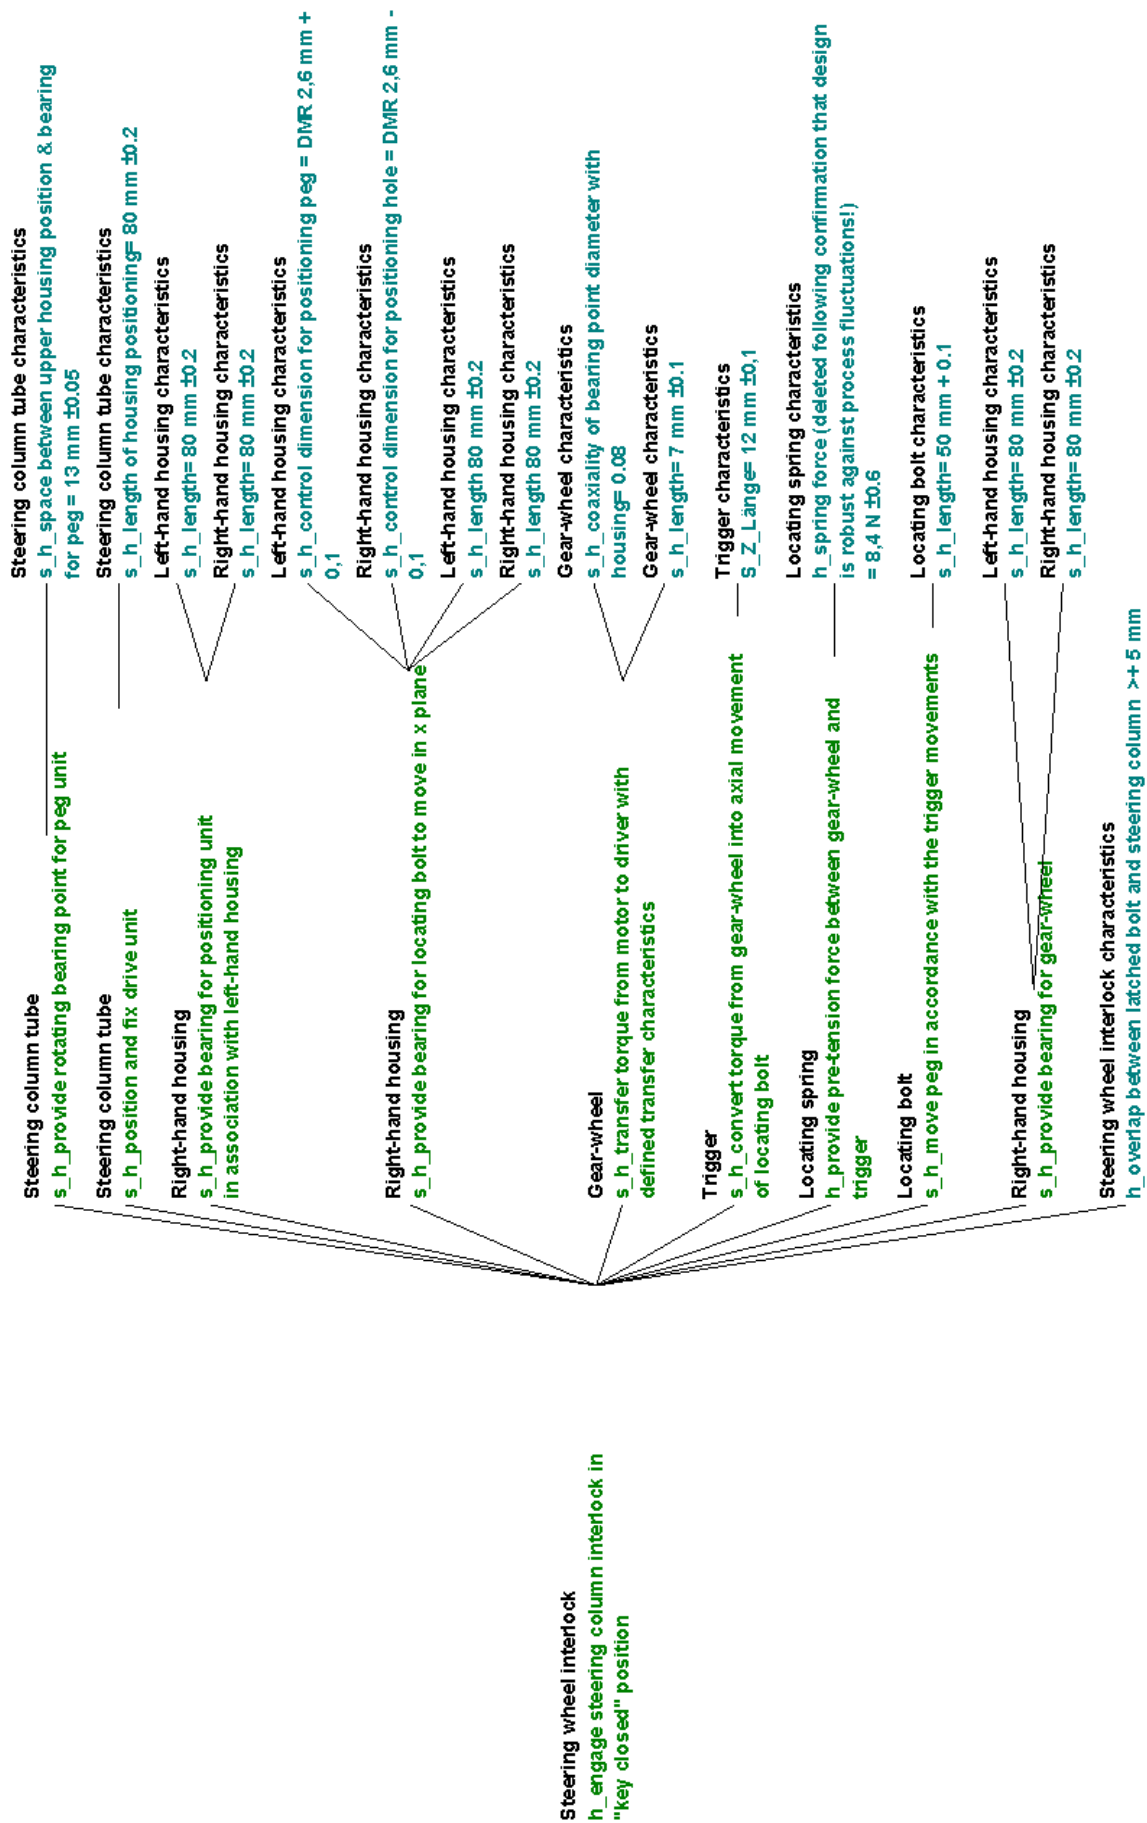 Steering wheel interlock
h_engage steering column interlock in
"key closed" position
Steering column tube
s_h_provide rotating bearing point for peg unit
Steering column tube
s_h_position and fix drive unit
Right-hand housing
s_h_provide bearing for positioning unit
in association with left-hand housing
Right-hand housing
s_h_provide bearing for locating bolt to move in x plane
Gear-wheel
s_h_transfer torque from motor to driver with
defined transfer characteristics
Trigger
s_h_convert torque from gear-wheel into axial movement
of locating bolt
Locating spring
h_provide pre-tension force between gear-wheel and
trigger
Locating bolt
s_h_move peg in accordance with the trigger movements
Right-hand housing
s_h_provide bearing for gear-wheel
Steering wheel interlock characteristics
h_overlap between latched bolt and steering column >+ 5 mm
Steering column tube characteristics
s_h_space between upper housing position & bearing
for peg = 13 mm ±0.05
Steering column tube characteristics
s_h_length of housing positioning= 80 mm ±0.2
Left-hand housing characteristics
s_h_length= 80 mm ±0.2
Right-hand housing characteristics
s_h_length= 80 mm ±0.2
Left-hand housing characteristics
s_h_control dimension for positioning peg = DMR 2,6 mm +
0,1
Right-hand housing characteristics
s_h_control dimension for positioning hole = DMR 2,6 mm -
0,1
Left-hand housing characteristics
s_h_length 80 mm ±0.2
Right-hand housing characteristics
s_h_length 80 mm ±0.2
Gear-wheel characteristics
s_h_coaxiality of bearing point diameter with
housing= 0.08
Gear-wheel characteristics
s_h_length= 7 mm ±0.1
Trigger characteristics
S_Z_Länge= 12 mm ±0,1
Locating spring characteristics
h_spring force (deleted following confirmation that design
is robust against process fluctuations!)
= 8,4 N ±0.6
Locating bolt characteristics
s_h_length= 50 mm + 0.1
Left-hand housing characteristics
s_h_length= 80 mm ±0.2
Right-hand housing characteristics
s_h_length= 80 mm ±0.2